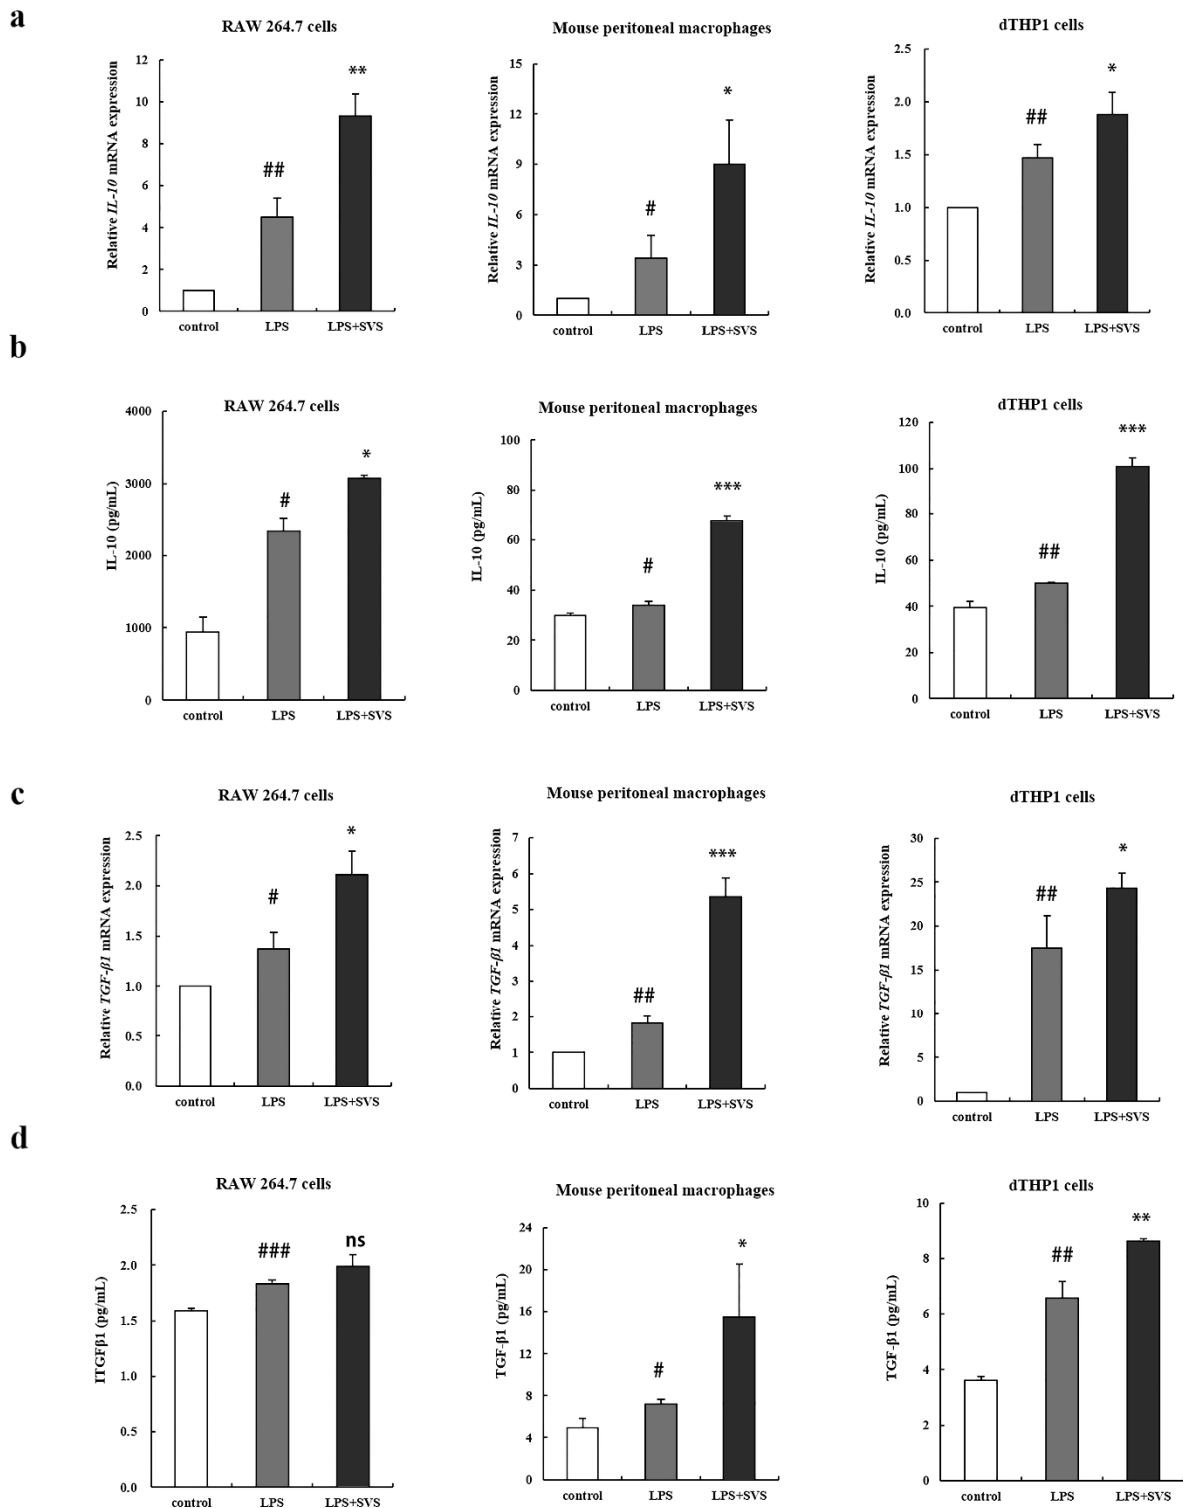 a
RAW 264.7 cells
Relative IL-10 mRNA expression
12
10
8
6
4
2
0
##
**
control LPS LPS+SVS
Mouse peritoneal macrophages
Relative IL-10 mRNA expression
15
12
9
6
3
0
#
*
control LPS LPS+SVS
dTHP1 cells
Relative IL-10 mRNA expression
2.5
2.0
1.5
1.0
0.5
0.0
##
*
control LPS LPS+SVS
b
RAW 264.7 cells
IL-10 (pg/mL)
4000
3000
2000
1000
0
#
*
control LPS LPS+SVS
Mouse peritoneal macrophages
IL-10 (pg/mL)
100
80
60
40
20
0
#
***
control LPS LPS+SVS
dTHP1 cells
IL-10 (pg/mL)
120
100
80
60
40
20
0
##
***
control LPS LPS+SVS
c
RAW 264.7 cells
Relative TGF-β1 mRNA expression
2.5
2.0
1.5
1.0
0.5
0.0
#
*
control LPS LPS+SVS
Mouse peritoneal macrophages
Relative TGF-β1 mRNA expression
7
6
5
4
3
2
1
0
##
***
control LPS LPS+SVS
dTHP1 cells
Relative TGF-β1 mRNA expression
30
25
20
15
10
5
0
##
*
control LPS LPS+SVS
d
RAW 264.7 cells
ITGFβ1 (pg/mL)
2.5
2.0
1.5
1.0
0.5
0.0
###
ns
control LPS LPS+SVS
Mouse peritoneal macrophages
TGF-β1 (pg/mL)
24
20
16
12
8
4
0
#
*
control LPS LPS+SVS
dTHP1 cells
TGF-β1 (pg/mL)
10
8
6
4
2
0
##
**
control LPS LPS+SVS